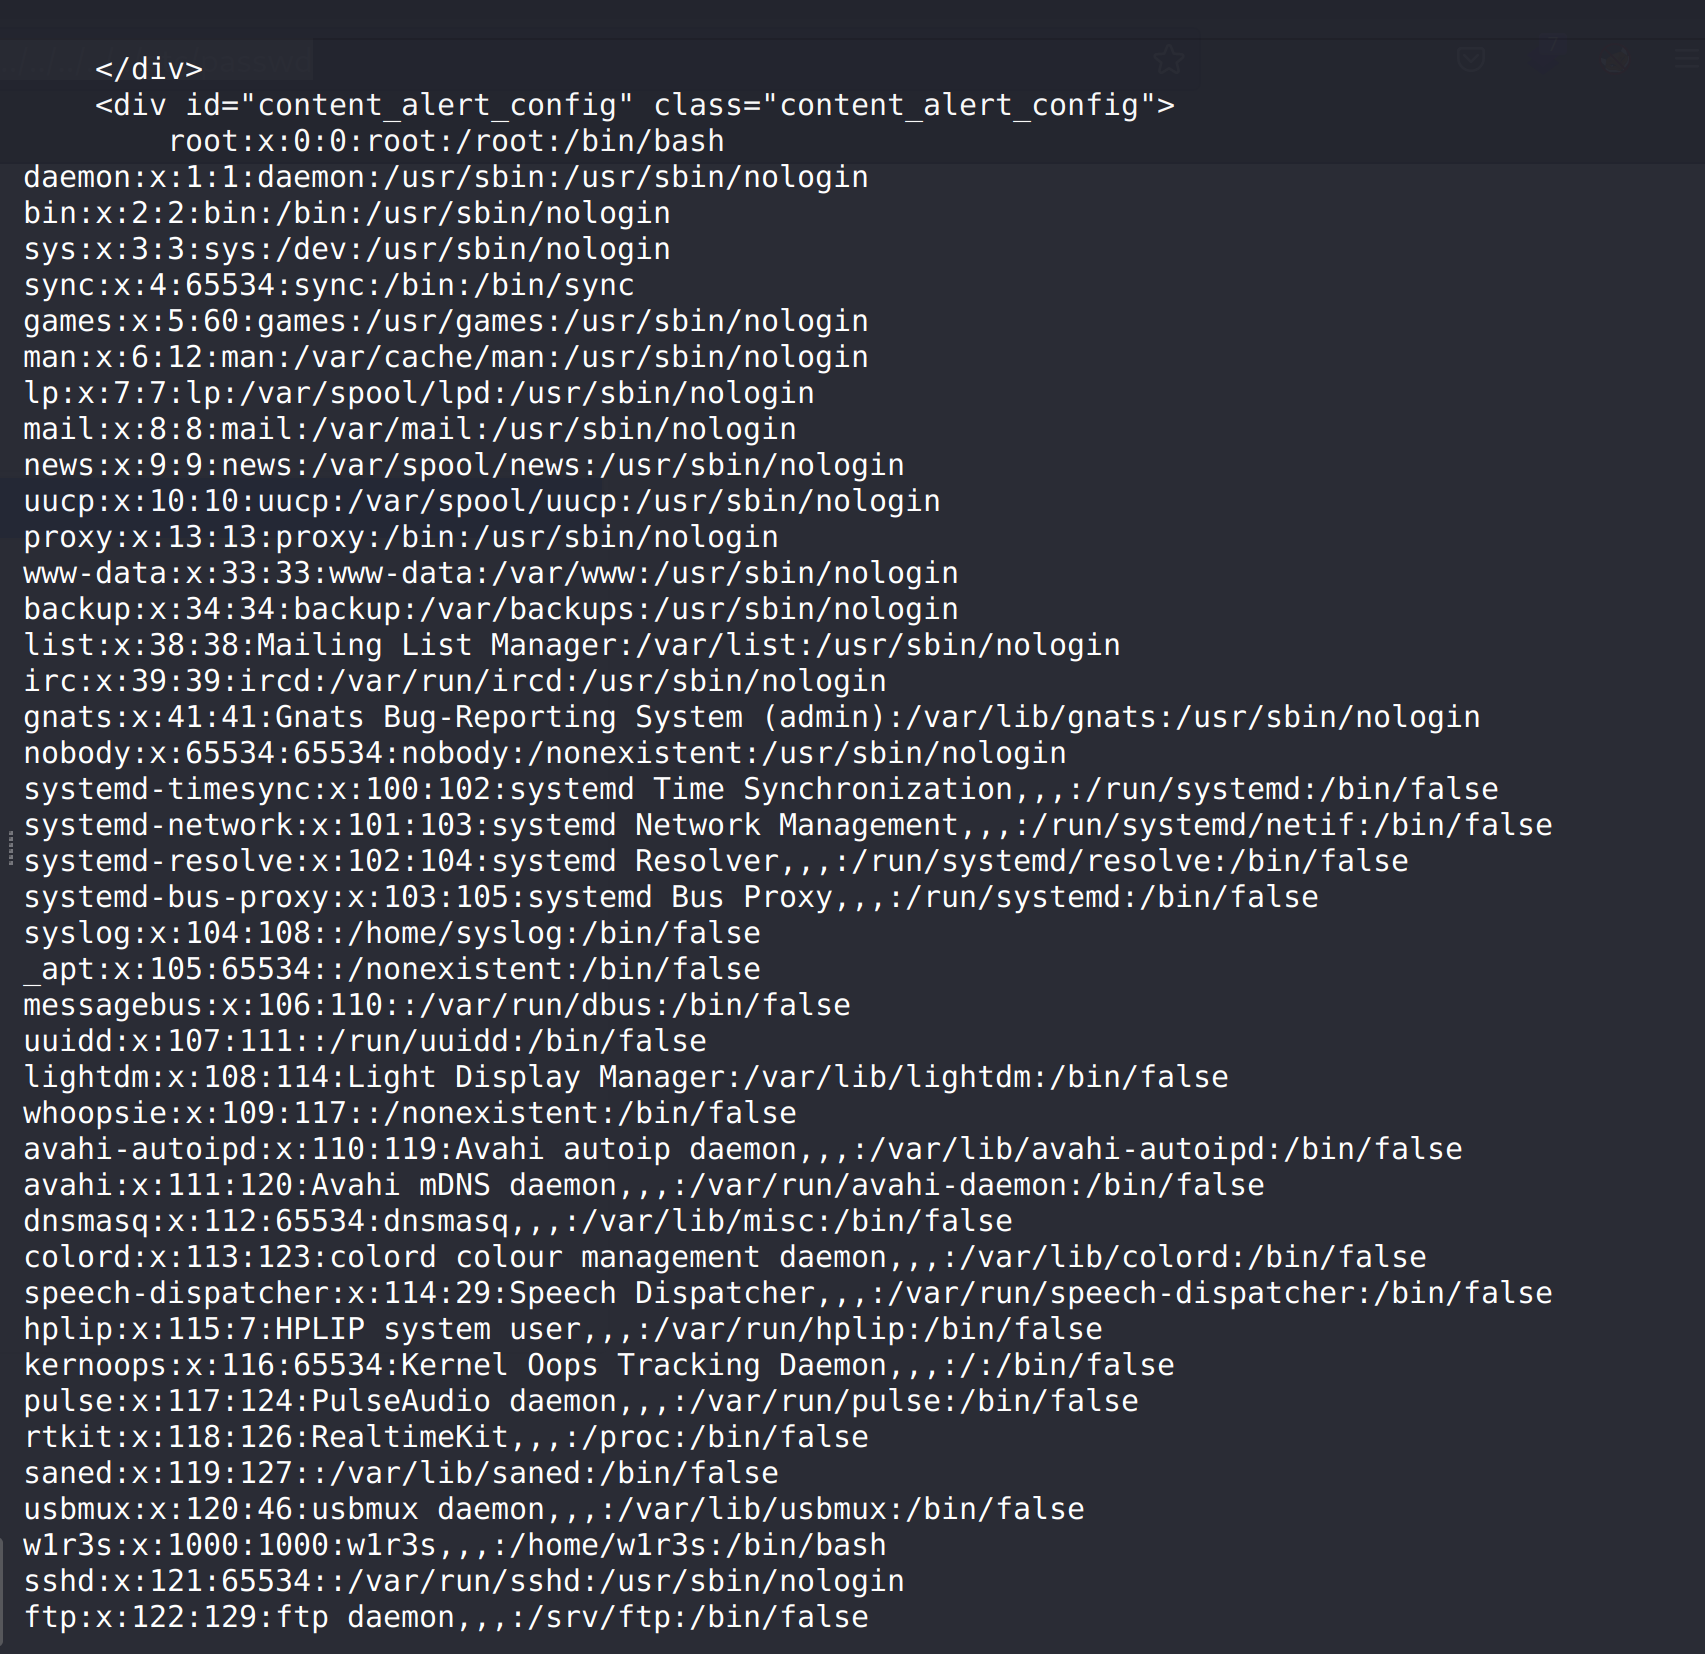 </div>
<div id="content_alert_config" class="content_alert_config">
root:x:0:0:root:/root:/bin/bash
daemon:x:1:1:daemon:/usr/sbin:/usr/sbin/nologin
bin:x:2:2:bin:/bin:/usr/sbin/nologin
sys:x:3:3:sys:/dev:/usr/sbin/nologin
sync:x:4:65534:sync:/bin:/bin/sync
games:x:5:60:games:/usr/games:/usr/sbin/nologin
man:x:6:12:man:/var/cache/man:/usr/sbin/nologin
lp:x:7:7:lp:/var/spool/lpd:/usr/sbin/nologin
mail:x:8:8:mail:/var/mail:/usr/sbin/nologin
news:x:9:9:news:/var/spool/news:/usr/sbin/nologin
uucp:x:10:10:uucp:/var/spool/uucp:/usr/sbin/nologin
proxy:x:13:13:proxy:/bin:/usr/sbin/nologin
www-data:x:33:33:www-data:/var/www:/usr/sbin/nologin
backup:x:34:34:backup:/var/backups:/usr/sbin/nologin
list:x:38:38:Mailing List Manager:/var/list:/usr/sbin/nologin
irc:x:39:39:ircd:/var/run/ircd:/usr/sbin/nologin
gnats:x:41:41:Gnats Bug-Reporting System (admin):/var/lib/gnats:/usr/sbin/nologin
nobody:x:65534:65534:nobody:/nonexistent:/usr/sbin/nologin
systemd-timesync:x:100:102:systemd Time Synchronization,,,:/run/systemd:/bin/false
systemd-network:x:101:103:systemd Network Management,,,:/run/systemd/netif:/bin/false
systemd-resolve:x:102:104:systemd Resolver,,,:/run/systemd/resolve:/bin/false
systemd-bus-proxy:x:103:105:systemd Bus Proxy,,,:/run/systemd:/bin/false
syslog:x:104:108::/home/syslog:/bin/false
_apt:x:105:65534::/nonexistent:/bin/false
messagebus:x:106:110::/var/run/dbus:/bin/false
uuidd:x:107:111::/run/uuidd:/bin/false
lightdm:x:108:114:Light Display Manager:/var/lib/lightdm:/bin/false
whoopsie:x:109:117::/nonexistent:/bin/false
avahi-autoipd:x:110:119:Avahi autoip daemon,,,:/var/lib/avahi-autoipd:/bin/false
avahi:x:111:120:Avahi mDNS daemon,,,:/var/run/avahi-daemon:/bin/false
dnsmasq:x:112:65534:dnsmasq,,,:/var/lib/misc:/bin/false
colord:x:113:123:colord colour management daemon,,,:/var/lib/colord:/bin/false
speech-dispatcher:x:114:29:Speech Dispatcher,,,:/var/run/speech-dispatcher:/bin/false
hplip:x:115:7:HPLIP system user,,,:/var/run/hplip:/bin/false
kernoops:x:116:65534:Kernel Oops Tracking Daemon,,,:/:/bin/false
pulse:x:117:124:PulseAudio daemon,,,:/var/run/pulse:/bin/false
rtkit:x:118:126:RealtimeKit,,,:/proc:/bin/false
saned:x:119:127::/var/lib/saned:/bin/false
usbmux:x:120:46:usbmux daemon,,,:/var/lib/usbmux:/bin/false
w1r3s:x:1000:1000:w1r3s,,,:/home/w1r3s:/bin/bash
sshd:x:121:65534::/var/run/sshd:/usr/sbin/nologin
ftp:x:122:129:ftp daemon,,,:/srv/ftp:/bin/false